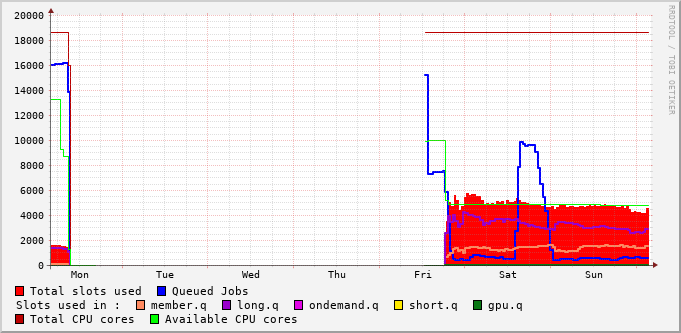 20000
18000
16000
14000
12000
10000
8000
6000
4000
2000
0
Mon Tue Wed Thu Fri Sat Sun
Total slots used Queued Jobs
Slots used in : member.q long.q ondemand.q short.q gpu.q
Total CPU cores Available CPU cores
RRDTOOL / TOBI OETIKER